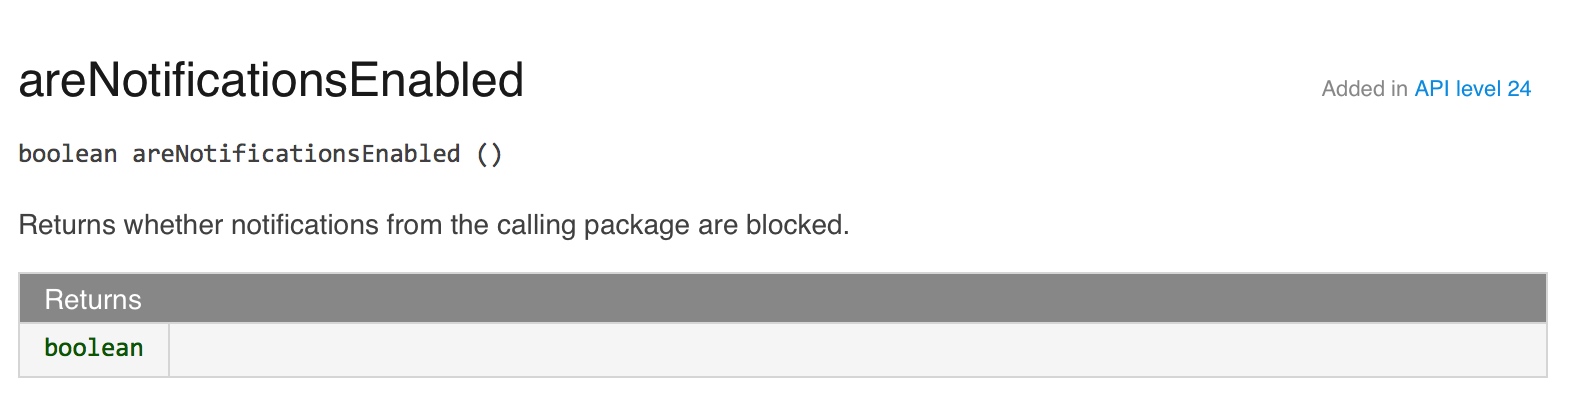 areNotificationsEnabled
Added in API level 24
boolean areNotificationsEnabled ()
Returns whether notifications from the calling package are blocked.
Returns
boolean